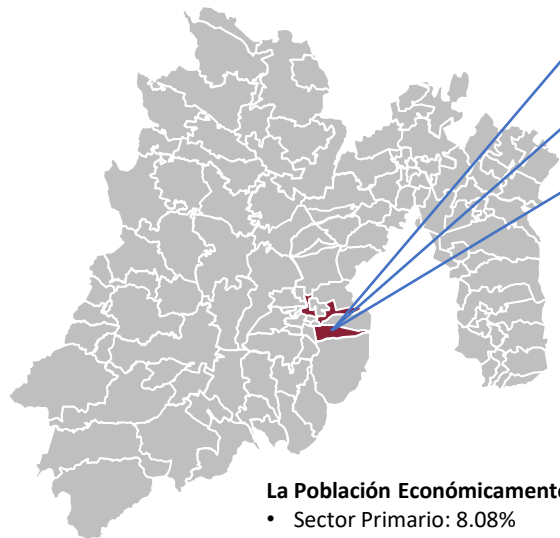 La Población Económicamente
• Sector Primario: 8.08%